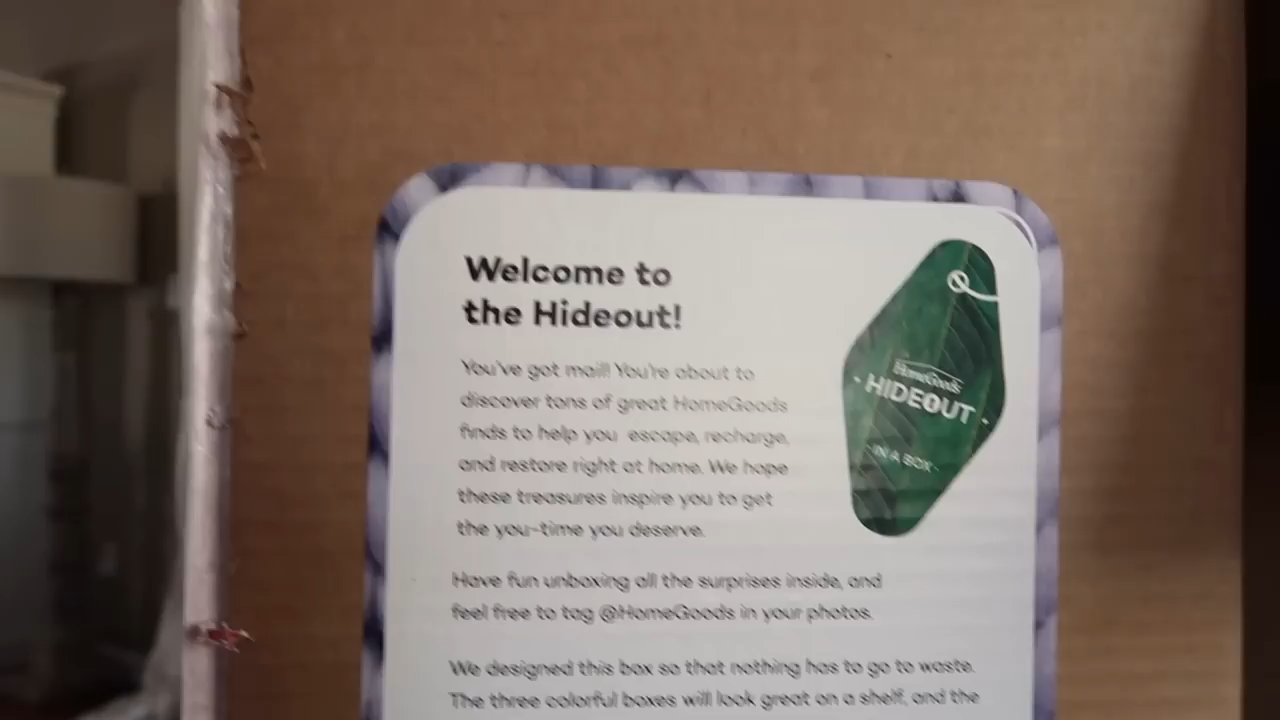 Welcome to
the Hideout!
You've got mail! You're about to
discover tons of great HomeGoods
finds to help you escape, recharge,
and restore right at home. We hope
these treasures inspire you to get
the you-time you deserve.
HomeGoods
· HIDEOUT ·
· IN A BOX ·
Have fun unboxing all the surprises inside, and
feel free to tag @HomeGoods in your photos.
We designed this box so that nothing has to go to waste.
The three colorful boxes will look great on a shelf, and the